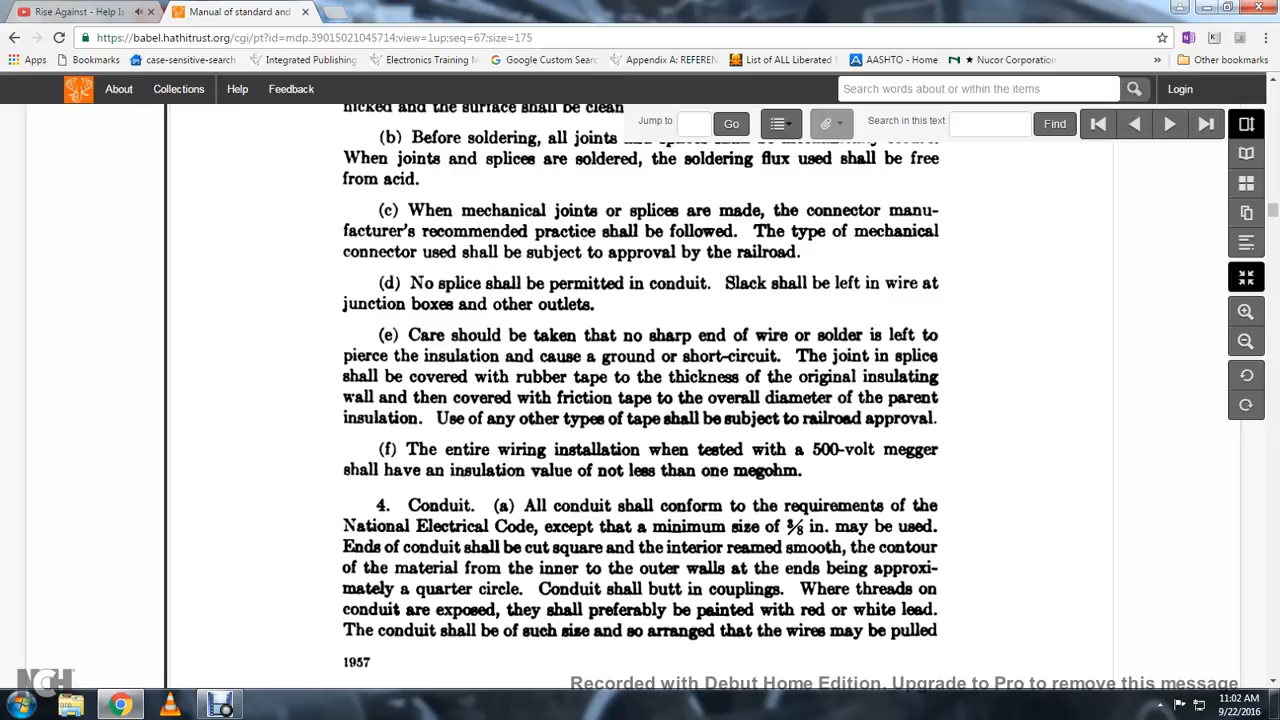 Rise Against - Help Is
Manual of standard and
https://babel.hathitrust.org/cgi/pt?id=mdp.39015021045714;view=1up;seq=67;size=175
Apps Bookmarks case-sensitive-search Integrated Publishing Electronics Training M Google Custom Searc Appendix A: REFEREN List of ALL Liberated M AASHTO - Home ★ Nucor Corporation » Other bookmarks
About Collections Help Feedback Search words about or within the items Login
Jump to Go Search in this text Find
nicked and the surface shall be clean
(b) Before soldering, all joints and splices shall be mechanically secure.
When joints and splices are soldered, the soldering flux used shall be free
from acid.
(c) When mechanical joints or splices are made, the connector manu-
facturer's recommended practice shall be followed. The type of mechanical
connector used shall be subject to approval by the railroad.
(d) No splice shall be permitted in conduit. Slack shall be left in wire at
junction boxes and other outlets.
(e) Care should be taken that no sharp end of wire or solder is left to
pierce the insulation and cause a ground or short-circuit. The joint in splice
shall be covered with rubber tape to the thickness of the original insulating
wall and then covered with friction tape to the overall diameter of the parent
insulation. Use of any other types of tape shall be subject to railroad approval.
(f) The entire wiring installation when tested with a 500-volt megger
shall have an insulation value of not less than one megohm.
4. Conduit. (a) All conduit shall conform to the requirements of the
National Electrical Code, except that a minimum size of ⅜ in. may be used.
Ends of conduit shall be cut square and the interior reamed smooth, the contour
of the material from the inner to the outer walls at the ends being approxi-
mately a quarter circle. Conduit shall butt in couplings. Where threads on
conduit are exposed, they shall preferably be painted with red or white lead.
The conduit shall be of such size and so arranged that the wires may be pulled
1957
NCH
Recorded with Debut Home Edition. Upgrade to Pro to remove this message
11:02 AM
9/22/2016